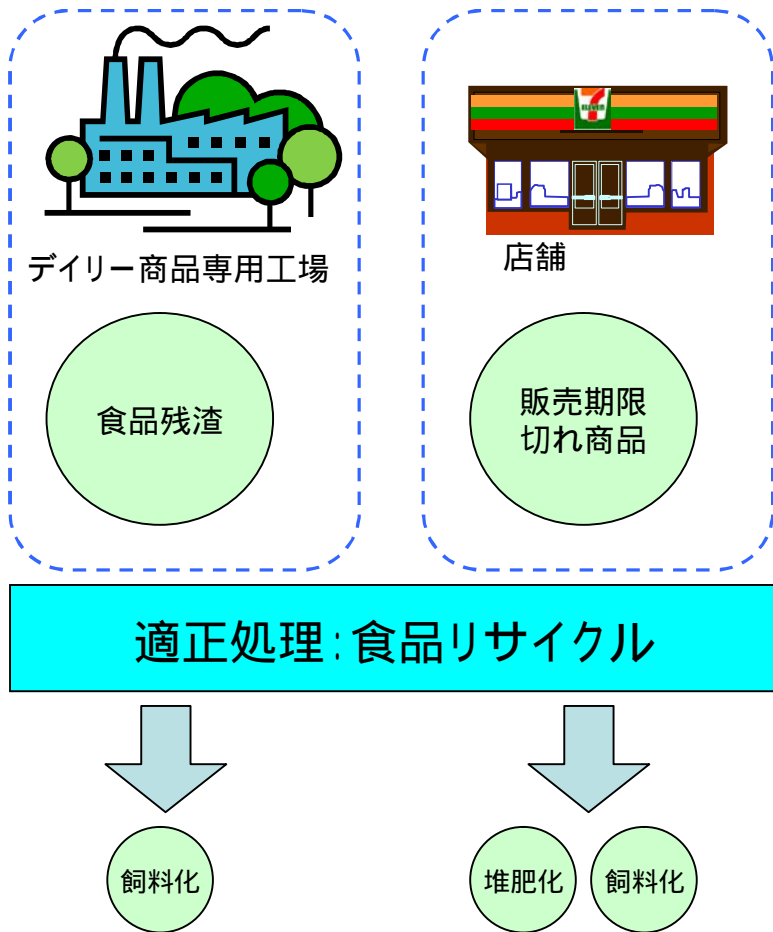 7
ELEVEN
デイリー商品専用工場
店舗
食品残渣
販売期限
切れ商品
適正処理：食品リサイクル
飼料化
堆肥化
飼料化